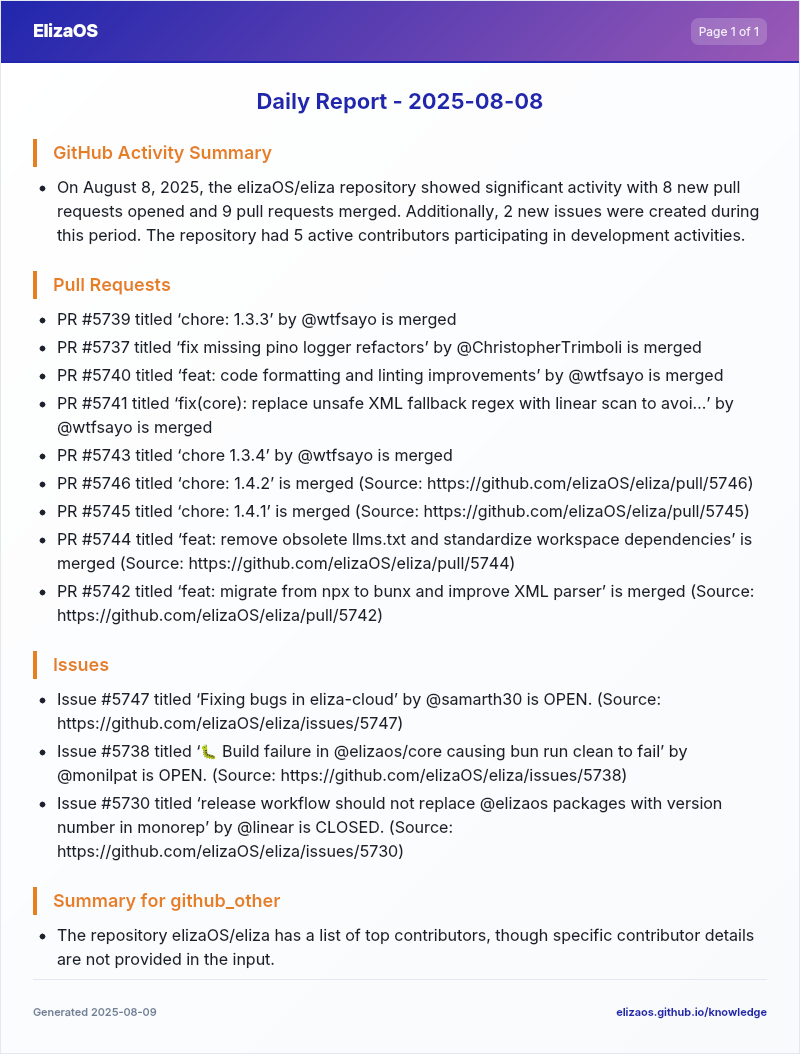 ElizaOS
Page 1 of 1
Daily Report - 2025-08-08
GitHub Activity Summary
• On August 8, 2025, the elizaOS/eliza repository showed significant activity with 8 new pull
requests opened and 9 pull requests merged. Additionally, 2 new issues were created during
this period. The repository had 5 active contributors participating in development activities.
Pull Requests
• PR #5739 titled ‘chore: 1.3.3’ by @wtfsayo is merged
• PR #5737 titled ‘fix missing pino logger refactors’ by @ChristopherTrimboli is merged
• PR #5740 titled ‘feat: code formatting and linting improvements’ by @wtfsayo is merged
• PR #5741 titled ‘fix(core): replace unsafe XML fallback regex with linear scan to avoi...’ by
@wtfsayo is merged
• PR #5743 titled ‘chore 1.3.4’ by @wtfsayo is merged
• PR #5746 titled ‘chore: 1.4.2’ is merged (Source: https://github.com/elizaOS/eliza/pull/5746)
• PR #5745 titled ‘chore: 1.4.1’ is merged (Source: https://github.com/elizaOS/eliza/pull/5745)
• PR #5744 titled ‘feat: remove obsolete llms.txt and standardize workspace dependencies’ is
merged (Source: https://github.com/elizaOS/eliza/pull/5744)
• PR #5742 titled ‘feat: migrate from npx to bunx and improve XML parser’ is merged (Source:
https://github.com/elizaOS/eliza/pull/5742)
Issues
• Issue #5747 titled ‘Fixing bugs in eliza-cloud’ by @samarth30 is OPEN. (Source:
https://github.com/elizaOS/eliza/issues/5747)
• Issue #5738 titled ‘🐛 Build failure in @elizaos/core causing bun run clean to fail’ by
@monilpat is OPEN. (Source: https://github.com/elizaOS/eliza/issues/5738)
• Issue #5730 titled ‘release workflow should not replace @elizaos packages with version
number in monorep’ by @linear is CLOSED. (Source:
https://github.com/elizaOS/eliza/issues/5730)
Summary for github_other
• The repository elizaOS/eliza has a list of top contributors, though specific contributor details
are not provided in the input.
Generated 2025-08-09
elizaos.github.io/knowledge